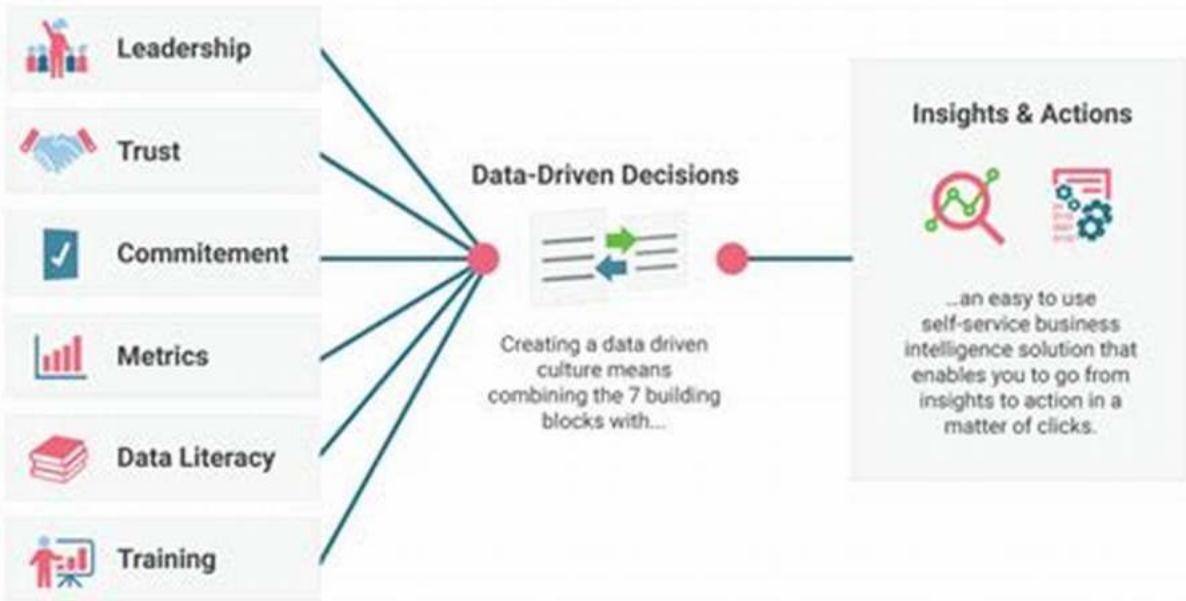 Leadership
Trust
Commitement
Metrics
Data Literacy
Training
Data-Driven Decisions
Creating a data driven
culture means
combining the 7 building
blocks with...
Insights & Actions
...an easy to use
self-service business
intelligence solution that
enables you to go from
insights to action in a
matter of clicks.